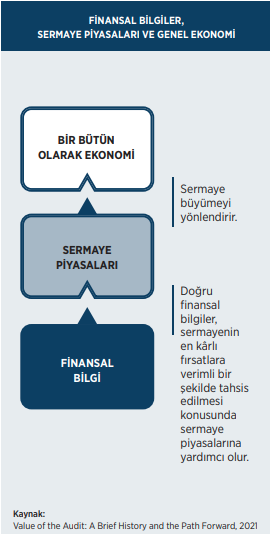 FİNANSAL BİLGİLER,
SERMAYE PİYASALARI VE GENEL EKONOMİ
BİR BÜTÜN
OLARAK EKONOMİ
Sermaye
büyümeyi
yönlendirir.
SERMAYE
PİYASALARI
Doğru
finansal
bilgiler,
sermayenin
en kârlı
fırsatlara
verimli bir
şekilde tahsis
edilmesi
konusunda
sermaye
piyasalarına
yardımcı olur.
FİNANSAL
BİLGİ
Kaynak:
Value of the Audit: A Brief History and the Path Forward, 2021